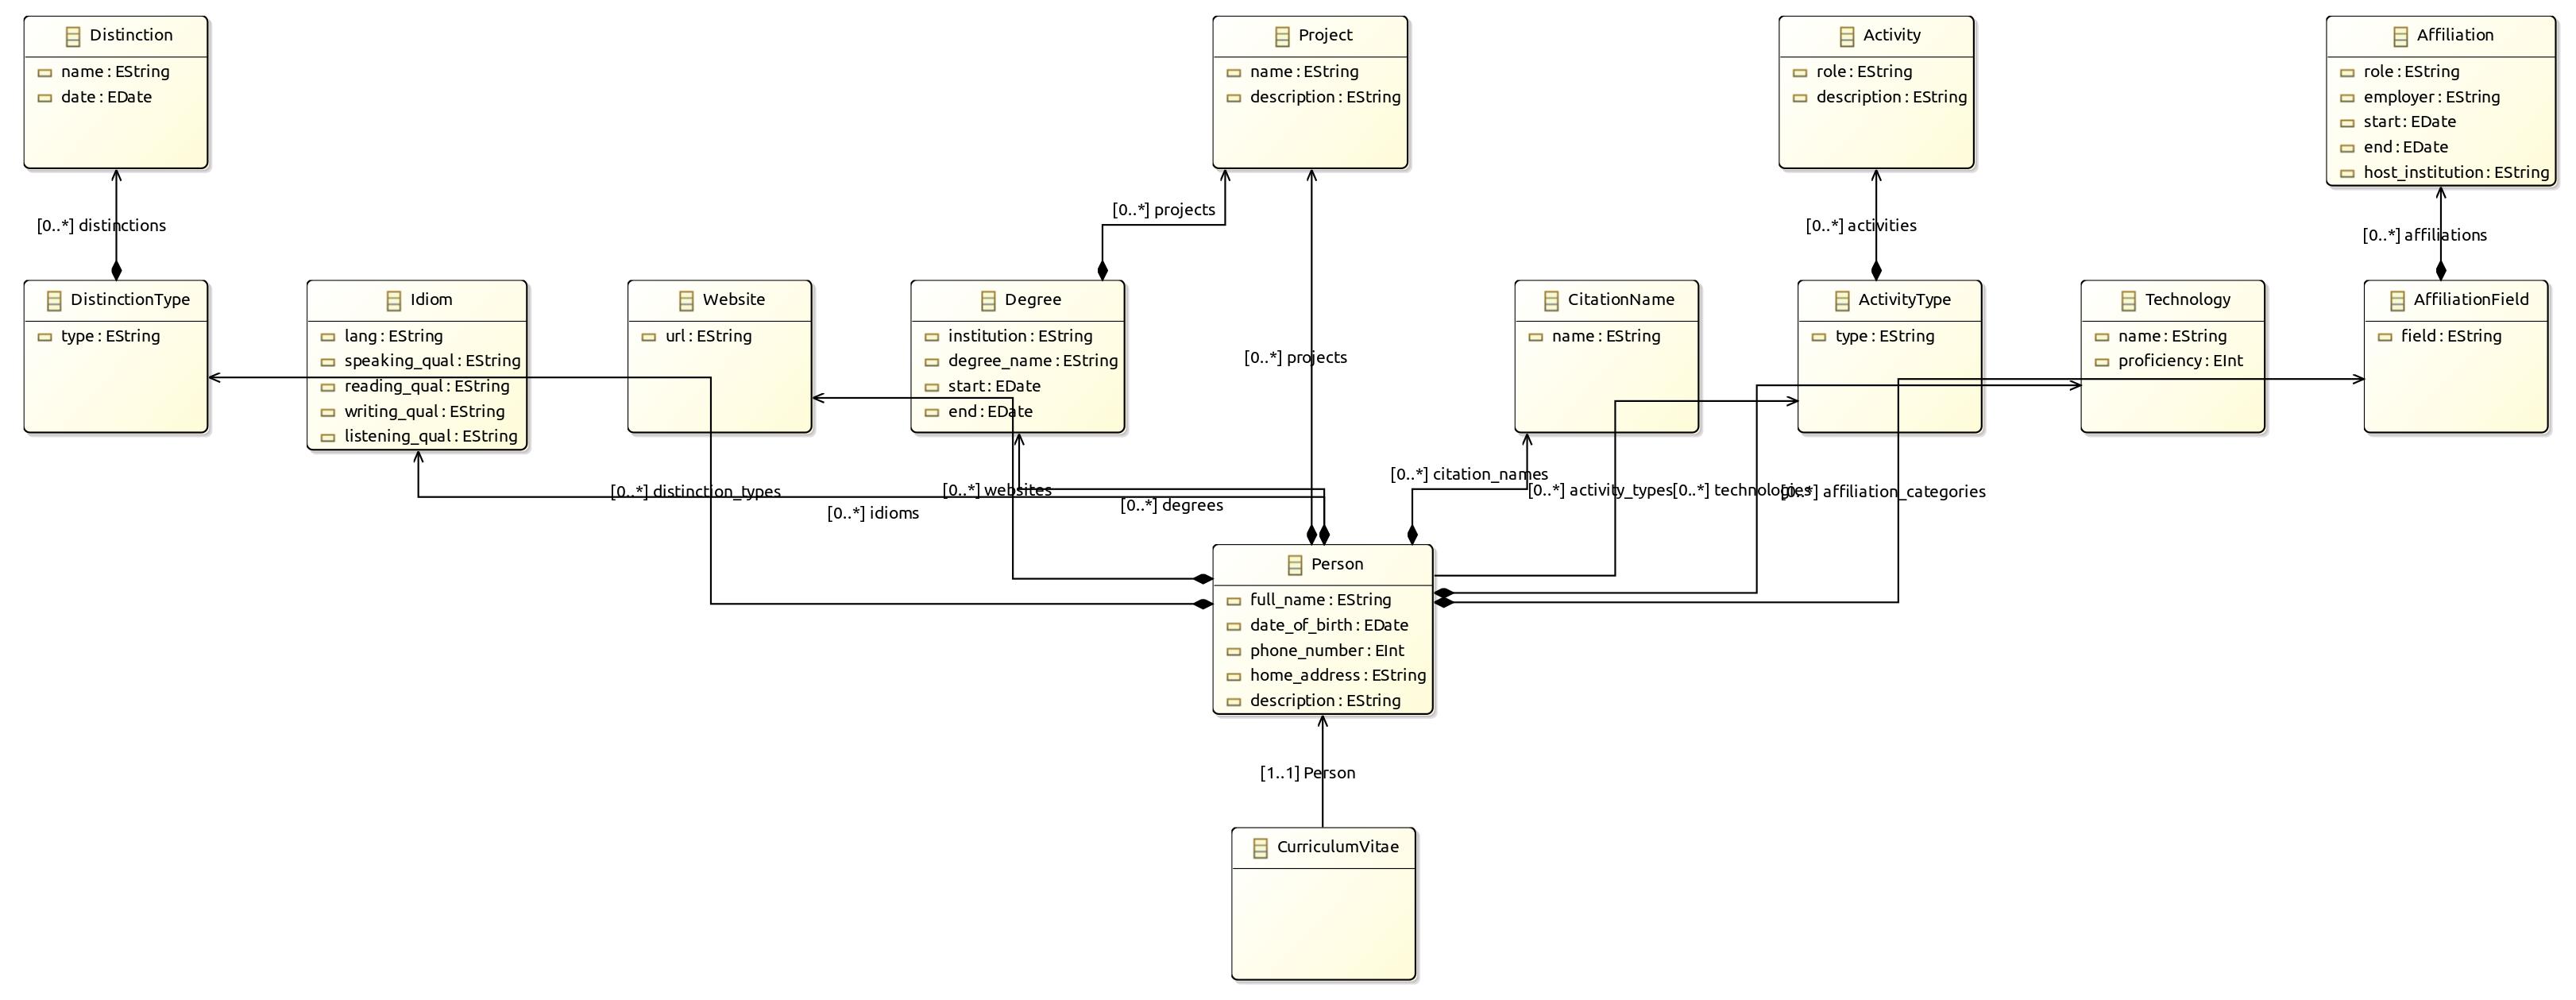 Distinction
name : EString
date : EDate
Project
name : EString
description : EString
Activity
role : EString
description : EString
Affiliation
role : EString
employer : EString
start : EDate
end : EDate
host_institution : EString
[0..*] distinctions
[0..*] projects
[0..*] activities
[0..*] affiliations
DistinctionType
type : EString
Idiom
lang : EString
speaking_qual : EString
reading_qual : EString
writing_qual : EString
listening_qual : EString
Website
url : EString
Degree
institution : EString
degree_name : EString
start : EDate
end : EDate
[0..*] projects
CitationName
name : EString
ActivityType
type : EString
Technology
name : EString
proficiency : EInt
AffiliationField
field : EString
[0..*] distinction_types
[0..*] idioms
[0..*] websites
[0..*] degrees
[0..*] citation_names
[0..*] activity_types
[0..*] technologies
[0..*] affiliation_categories
Person
full_name : EString
date_of_birth : EDate
phone_number : EInt
home_address : EString
description : EString
[1..1] Person
CurriculumVitae